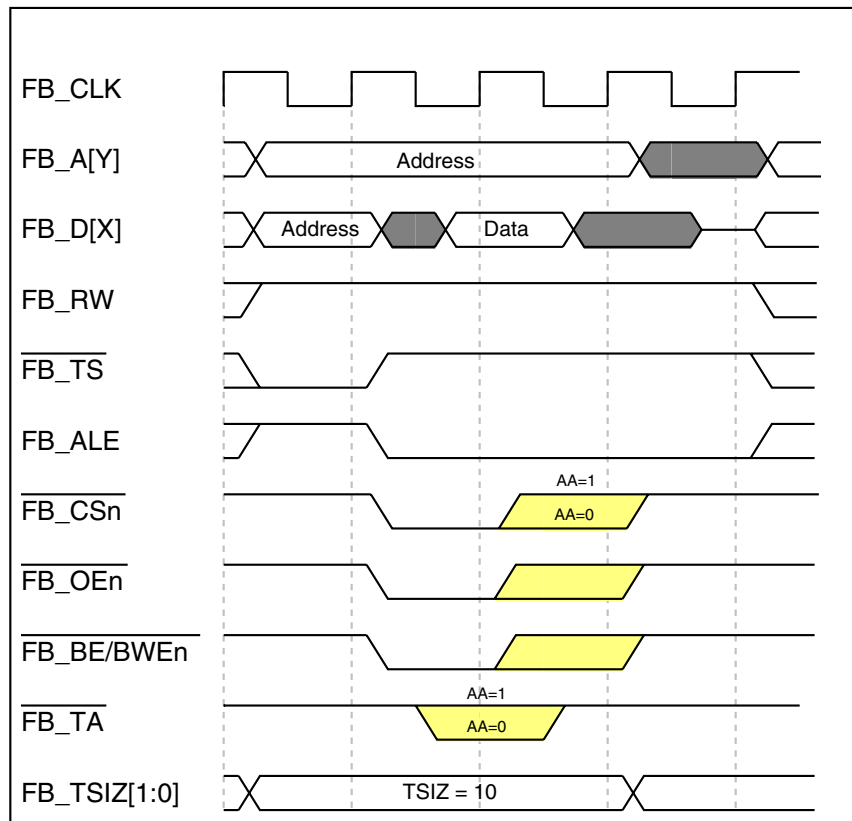 FB_CLK
FB_A[Y]
Address
FB_D[X]
Address
Data
FB_RW
FB_TS
FB_ALE
AA=1
FB_CSn
AA=0
FB_OEn
FB_BE/BWEn
AA=1
FB_TA
AA=0
FB_TSIZ[1:0]
TSIZ = 10